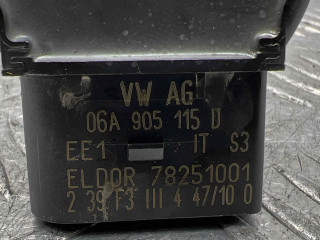 VW AG
06A 905 115 D
EE1 IT S3
ELDOR 78251001
2 39 F3 III 4 47/10 0